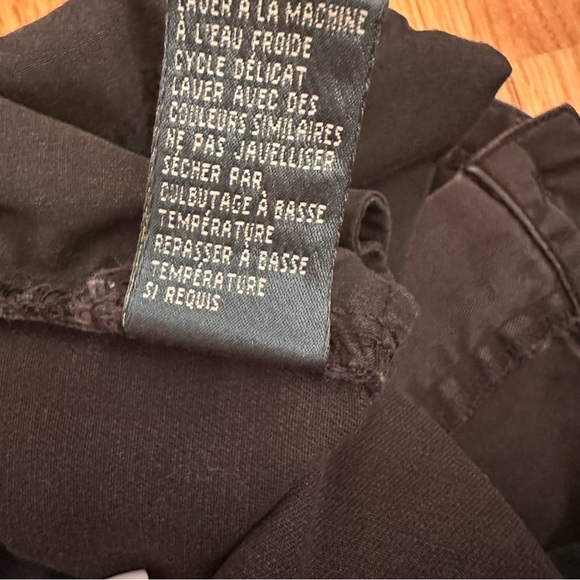 LAVER À LA MACHINE
À L'EAU FROIDE
CYCLE DÉLICAT
LAVER AVEC DES
COULEURS SIMILAIRES
NE PAS JAVELLISER
SÉCHER PAR
CULBUTAGE À BASSE
TEMPÉRATURE
REPASSER À BASSE
TEMPÉRATURE
SI REQUIS